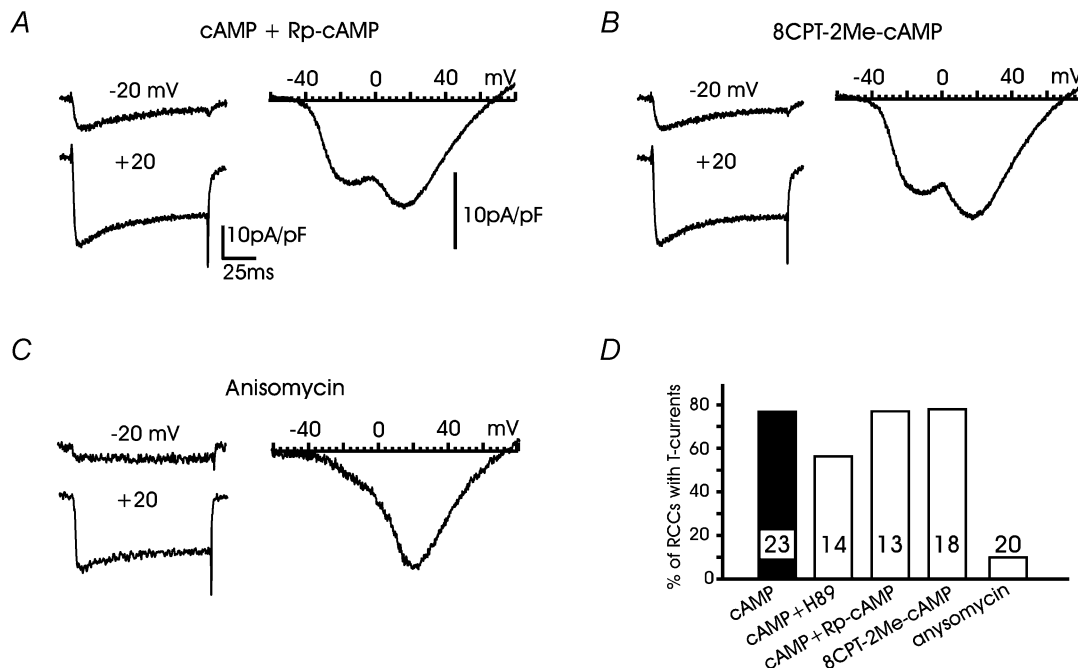 A
cAMP + Rp-cAMP
-20 mV
+20
10pA/pF
25ms
-40 0 40 mV
10pA/pF
B
8CPT-2Me-cAMP
-20 mV
+20
-40 0 40 mV
C
Anisomycin
-20 mV
+20
-40 0 40 mV
D
% of RCCs with T-currents
80
60
40
20
0
23 14 13 18 20
cAMP
cAMP+H89
cAMP+Rp-cAMP
8CPT-2Me-cAMP
anysomycin